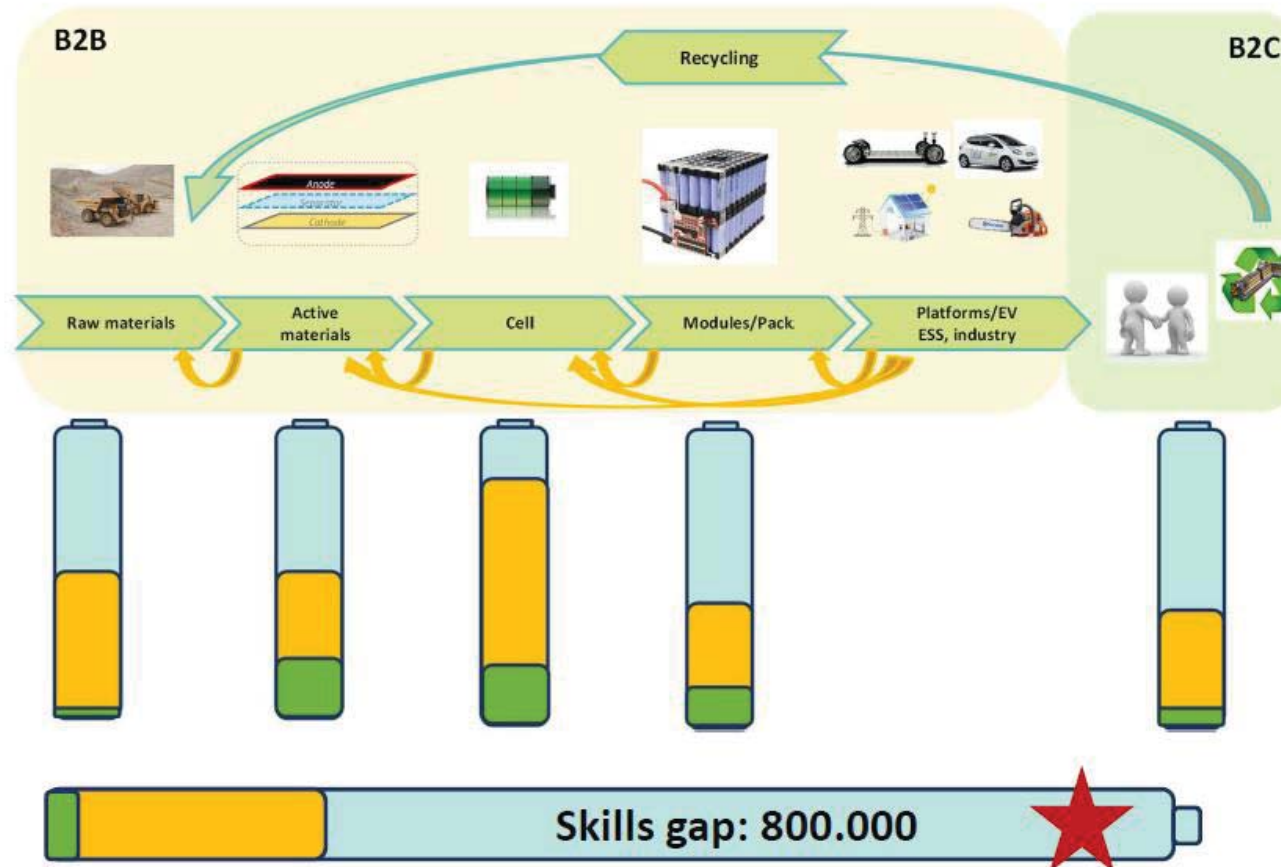 B2B
B2C
Recycling
Anode
Separator
Cathode
Raw materials
Active
materials
Cell
Modules/Pack
Platforms/EV
ESS, industry
Skills gap: 800.000